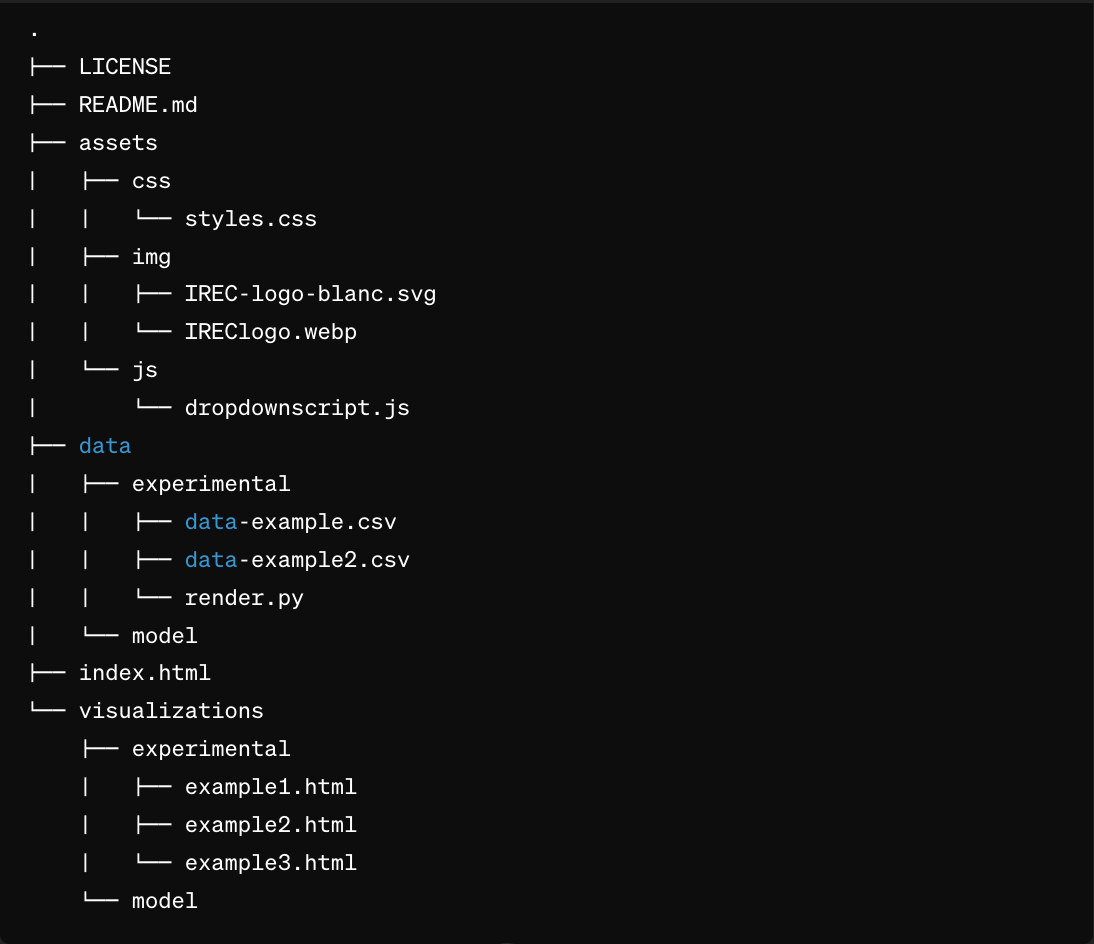 .
├── LICENSE
├── README.md
├── assets
│   ├── css
│   │   └── styles.css
│   ├── img
│   │   ├── IREC-logo-blanc.svg
│   │   └── IREClogo.webp
│   └── js
│       └── dropdownscript.js
├── data
│   ├── experimental
│   │   ├── data-example.csv
│   │   ├── data-example2.csv
│   │   └── render.py
│   └── model
├── index.html
└── visualizations
    ├── experimental
    │   ├── example1.html
    │   ├── example2.html
    │   └── example3.html
    └── model